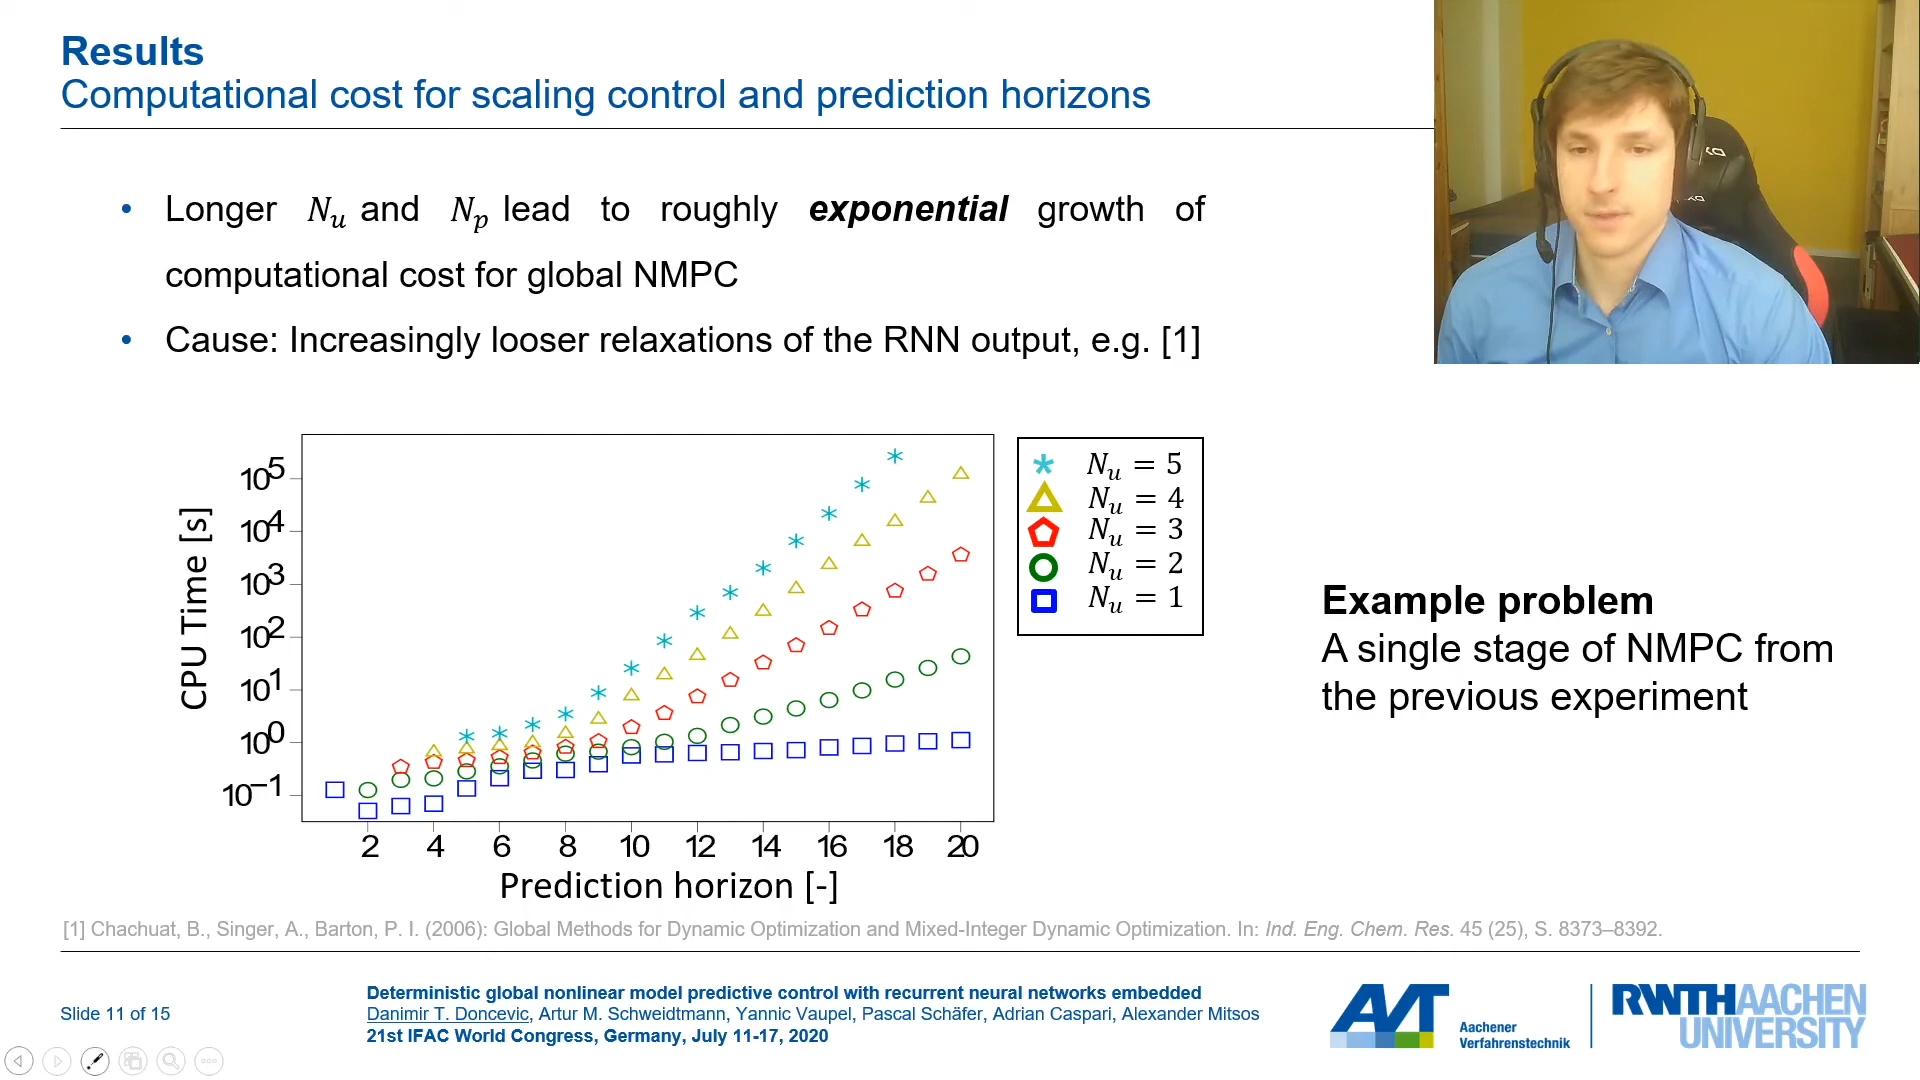 Results
Computational cost for scaling control and prediction horizons
• Longer N_u and N_p lead to roughly exponential growth of
computational cost for global NMPC
• Cause: Increasingly looser relaxations of the RNN output, e.g. [1]
CPU Time [s]
10^5
10^4
10^3
10^2
10^1
10^0
10^−1
2 4 6 8 10 12 14 16 18 20
Prediction horizon [-]
N_u = 5
N_u = 4
N_u = 3
N_u = 2
N_u = 1
Example problem
A single stage of NMPC from
the previous experiment
[1] Chachuat, B., Singer, A., Barton, P. I. (2006): Global Methods for Dynamic Optimization and Mixed-Integer Dynamic Optimization. In: Ind. Eng. Chem. Res. 45 (25), S. 8373–8392.
Slide 11 of 15
Deterministic global nonlinear model predictive control with recurrent neural networks embedded
Danimir T. Doncevic, Artur M. Schweidtmann, Yannic Vaupel, Pascal Schäfer, Adrian Caspari, Alexander Mitsos
21st IFAC World Congress, Germany, July 11-17, 2020
AVT
Aachener
Verfahrenstechnik
RWTHAACHEN
UNIVERSITY